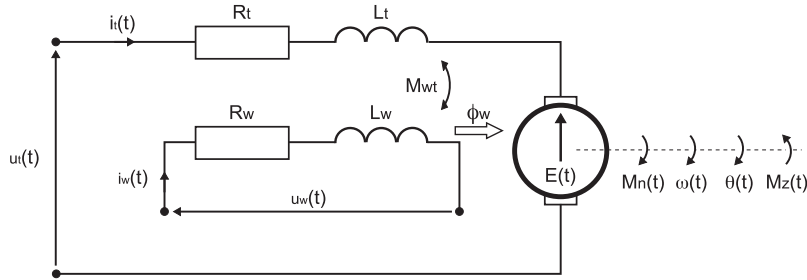 it(t)
Rt
Lt
Mwt
Rw
Lw
ϕw
ut(t)
iw(t)
uw(t)
E(t)
Mn(t) ω(t) θ(t) Mz(t)